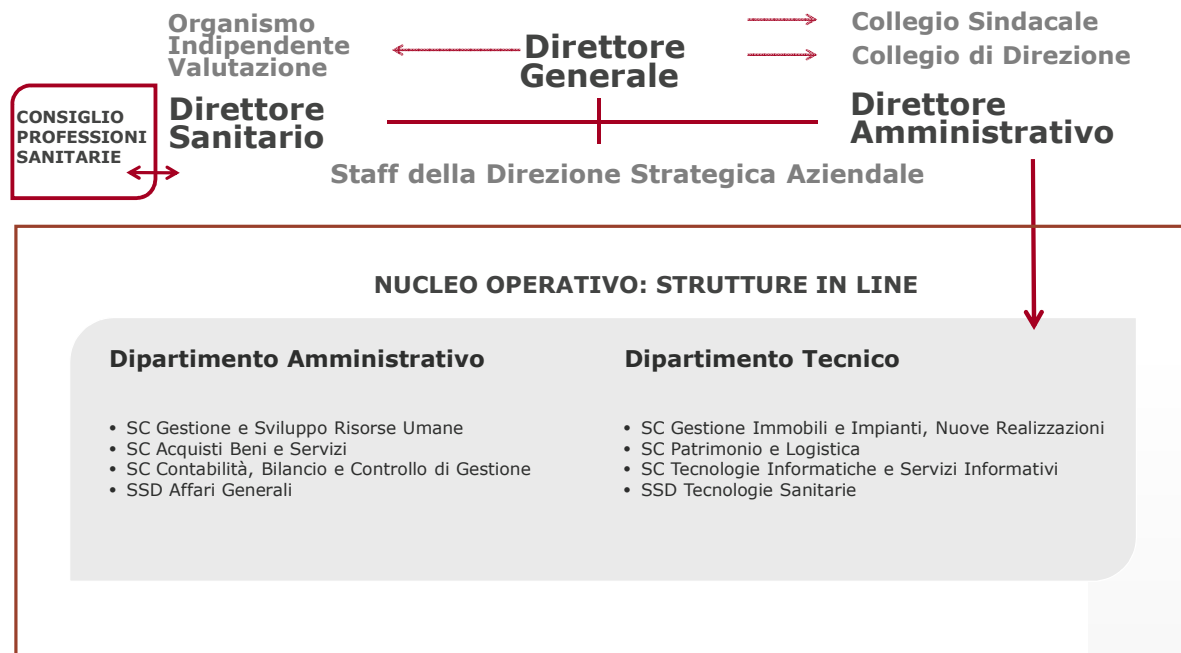 Organismo
Indipendente
Valutazione
Direttore
Generale
Collegio Sindacale
Collegio di Direzione
CONSIGLIO
PROFESSIONI
SANITARIE
Direttore
Sanitario
Direttore
Amministrativo
Staff della Direzione Strategica Aziendale
NUCLEO OPERATIVO: STRUTTURE IN LINE
Dipartimento Amministrativo
• SC Gestione e Sviluppo Risorse Umane
• SC Acquisti Beni e Servizi
• SC Contabilità, Bilancio e Controllo di Gestione
• SSD Affari Generali
Dipartimento Tecnico
• SC Gestione Immobili e Impianti, Nuove Realizzazioni
• SC Patrimonio e Logistica
• SC Tecnologie Informatiche e Servizi Informativi
• SSD Tecnologie Sanitarie